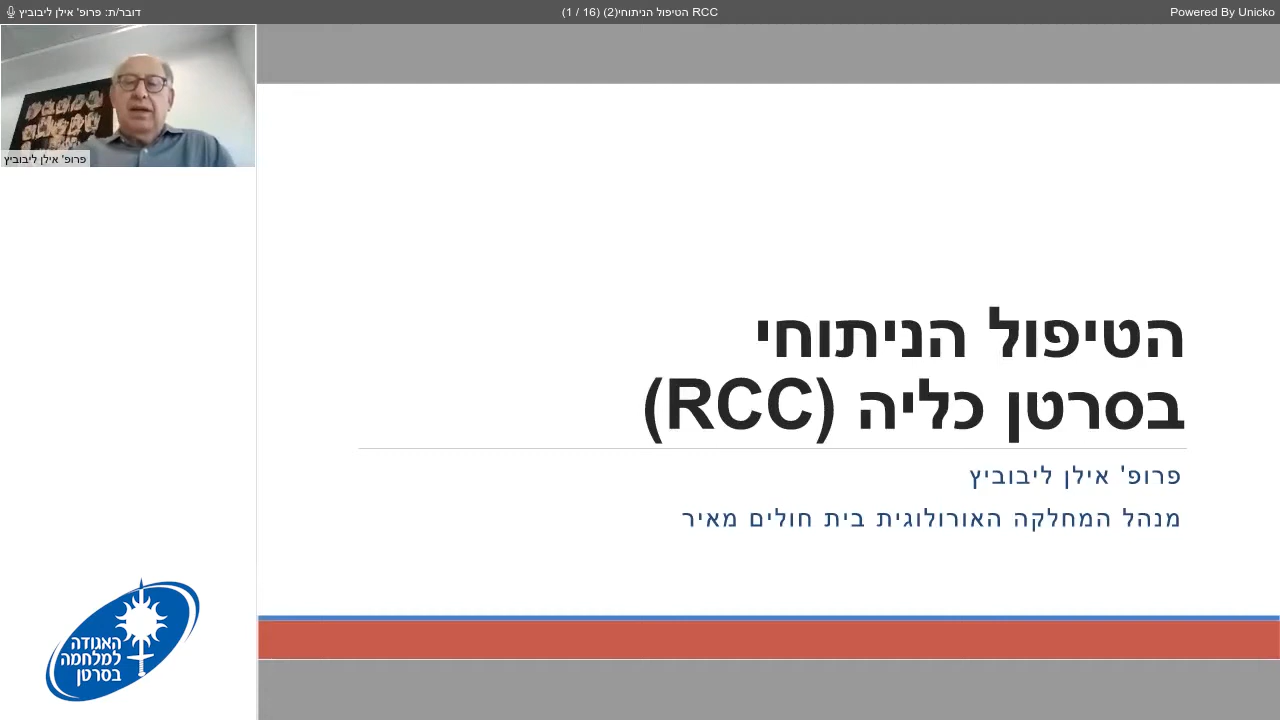 דובר/ת: פרופ' אילן ליבוביץ
RCC הטיפול הניתוחי(2) (1 / 16)
Powered By Unicko
פרופ' אילן ליבוביץ
הטיפול הניתוחי
בסרטן כליה (RCC)
פרופ' אילן ליבוביץ
מנהל המחלקה האורולוגית בית חולים מאיר
האגודה
למלחמה
בסרטן